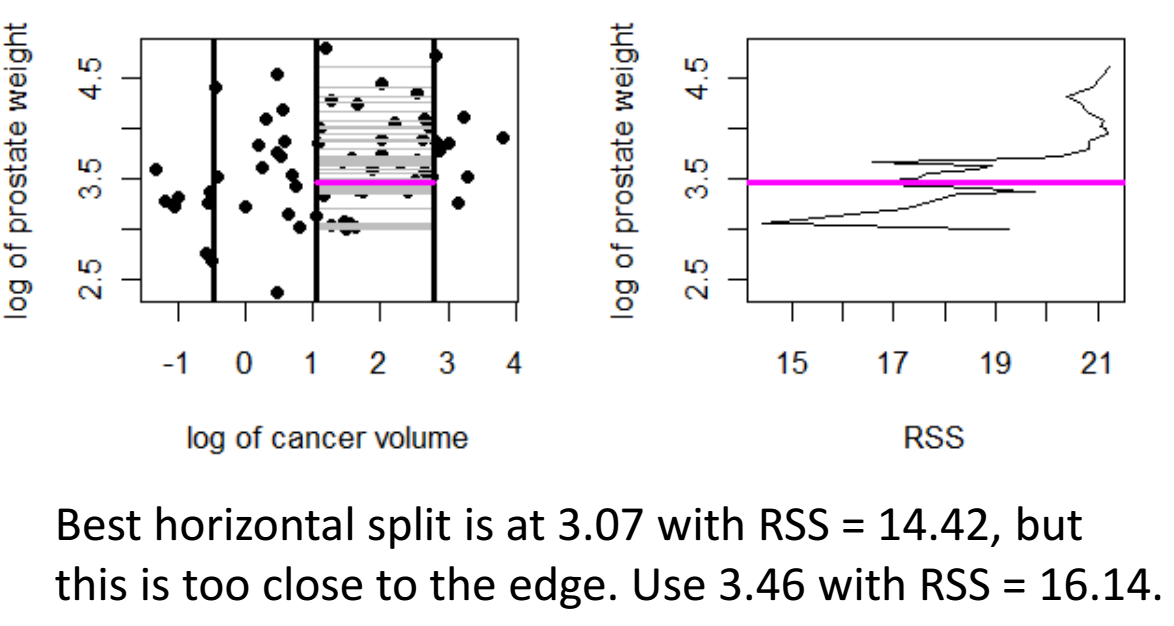 log of prostate weight
4.5
3.5
2.5
-1 0 1 2 3 4
log of cancer volume
log of prostate weight
4.5
3.5
2.5
15 17 19 21
RSS
Best horizontal split is at 3.07 with RSS = 14.42, but
this is too close to the edge. Use 3.46 with RSS = 16.14.